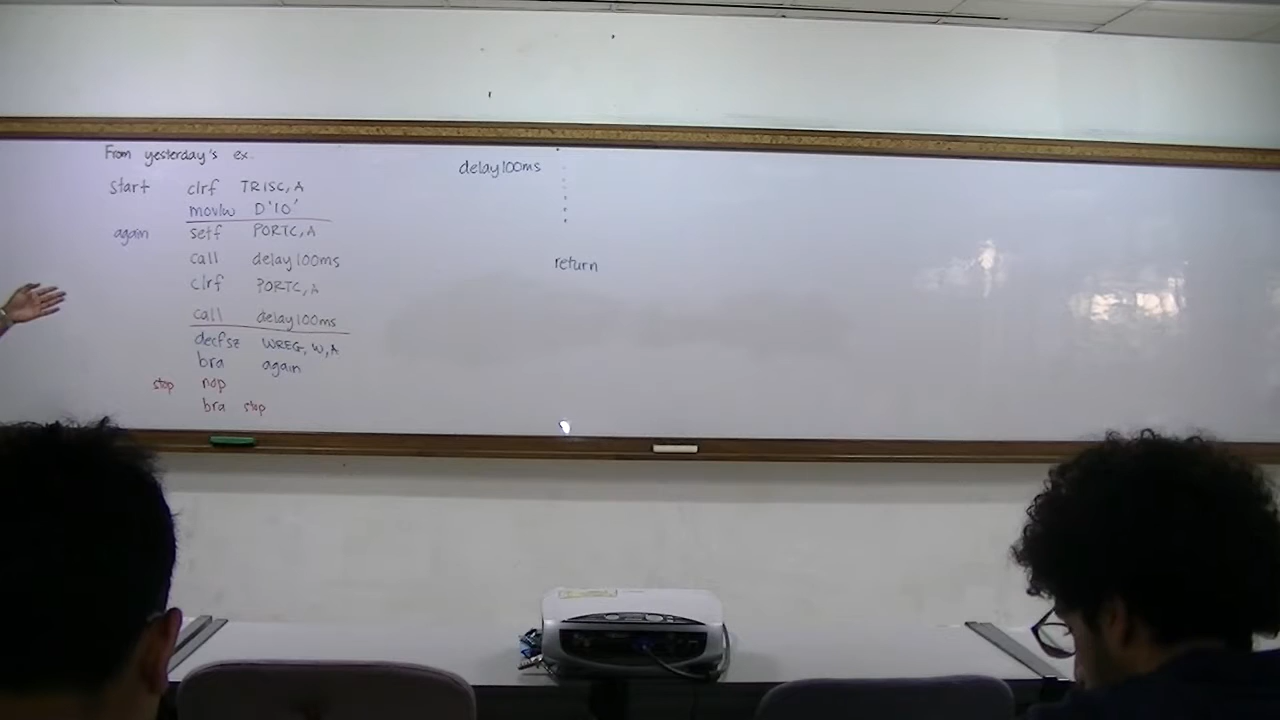 From yesterday's ex.
start clrf TRISC, A
movlw D'10'
again setf PORTC, A
call delay100ms
clrf PORTC, A
call delay100ms
decfsz WREG, W, A
bra again
stop nop
bra stop
delay100ms
return